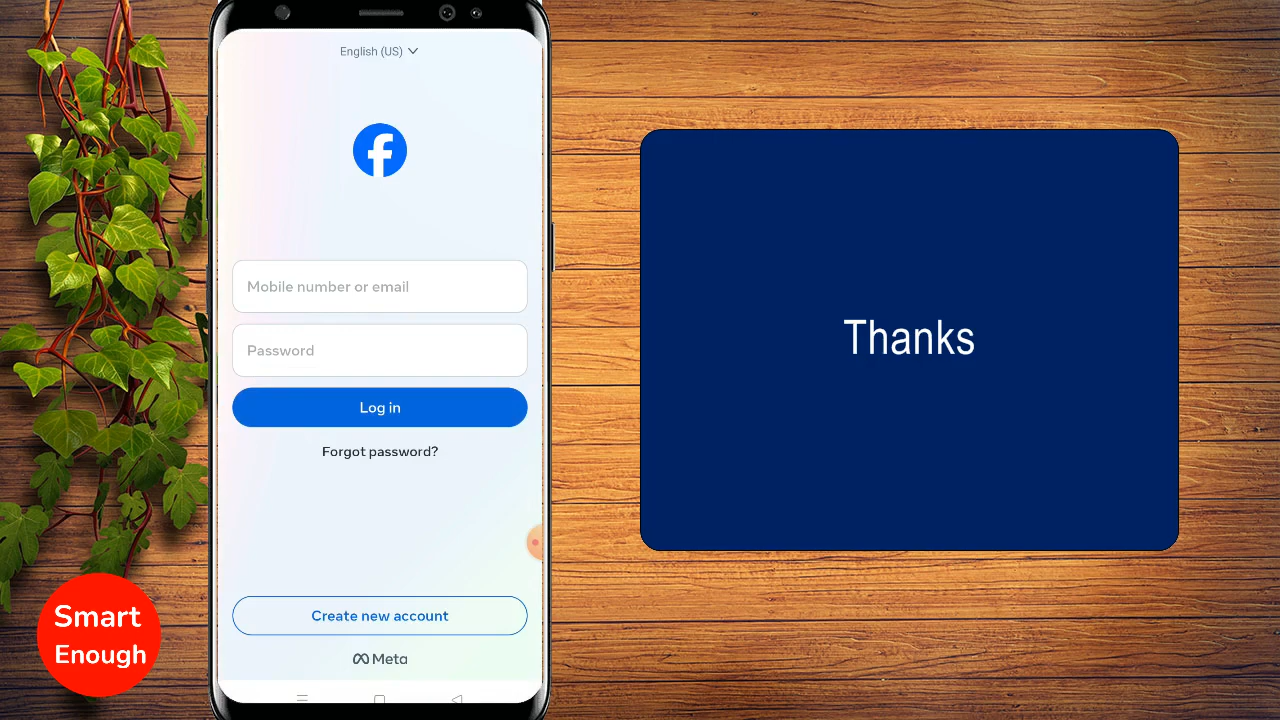 English (US)
Mobile number or email
Password
Log in
Forgot password?
Create new account
Meta
Thanks
Smart
Enough